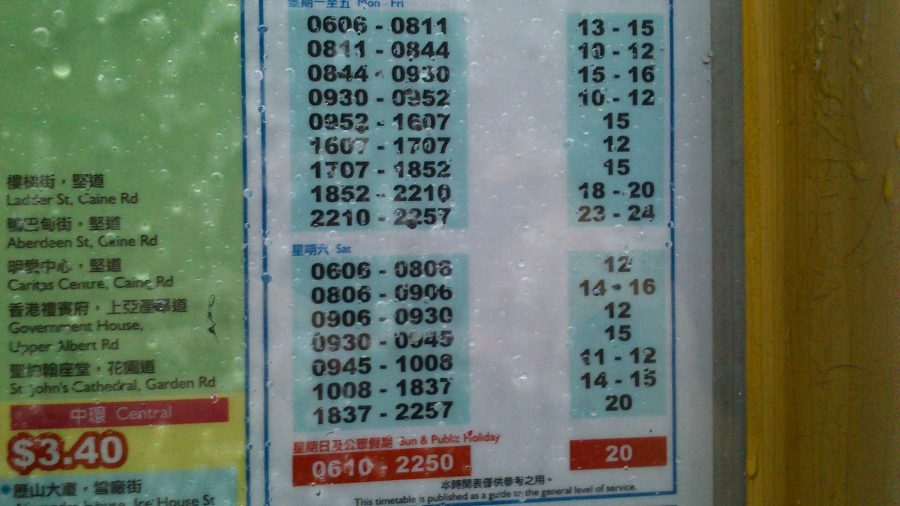 樓梯街,堅道
Ladder St, Caine Rd
鴨巴甸街,堅道
Aberdeen St, Caine Rd
明愛中心,堅道
Caritas Centre, Caine Rd
香港禮賓府,上亞厘畢道
Government House,
Upper Albert Rd
聖約翰座堂,花園道
St. John's Cathedral, Garden Rd
中環 Central
$3.40
歷山大廈,雪廠街
House, Ice House St
星期一至五 Mon - Fri
0606 - 0811 13 - 15
0811 - 0844 10 - 12
0844 - 0930 15 - 16
0930 - 0952 10 - 12
0952 - 1607 15
1607 - 1707 12
1707 - 1852 15
1852 - 2210 18 - 20
2210 - 2257 23 - 24
星期六 Sat
0606 - 0806 12
0806 - 0906 14 - 16
0906 - 0930 12
0930 - 0945 15
0945 - 1008 11 - 12
1008 - 1837 14 - 15
1837 - 2257 20
星期日及公眾假期 Sun & Public Holiday
0610 - 2250 20
本時間表僅供參考之用。
This timetable is published as a guide to the general level of service.